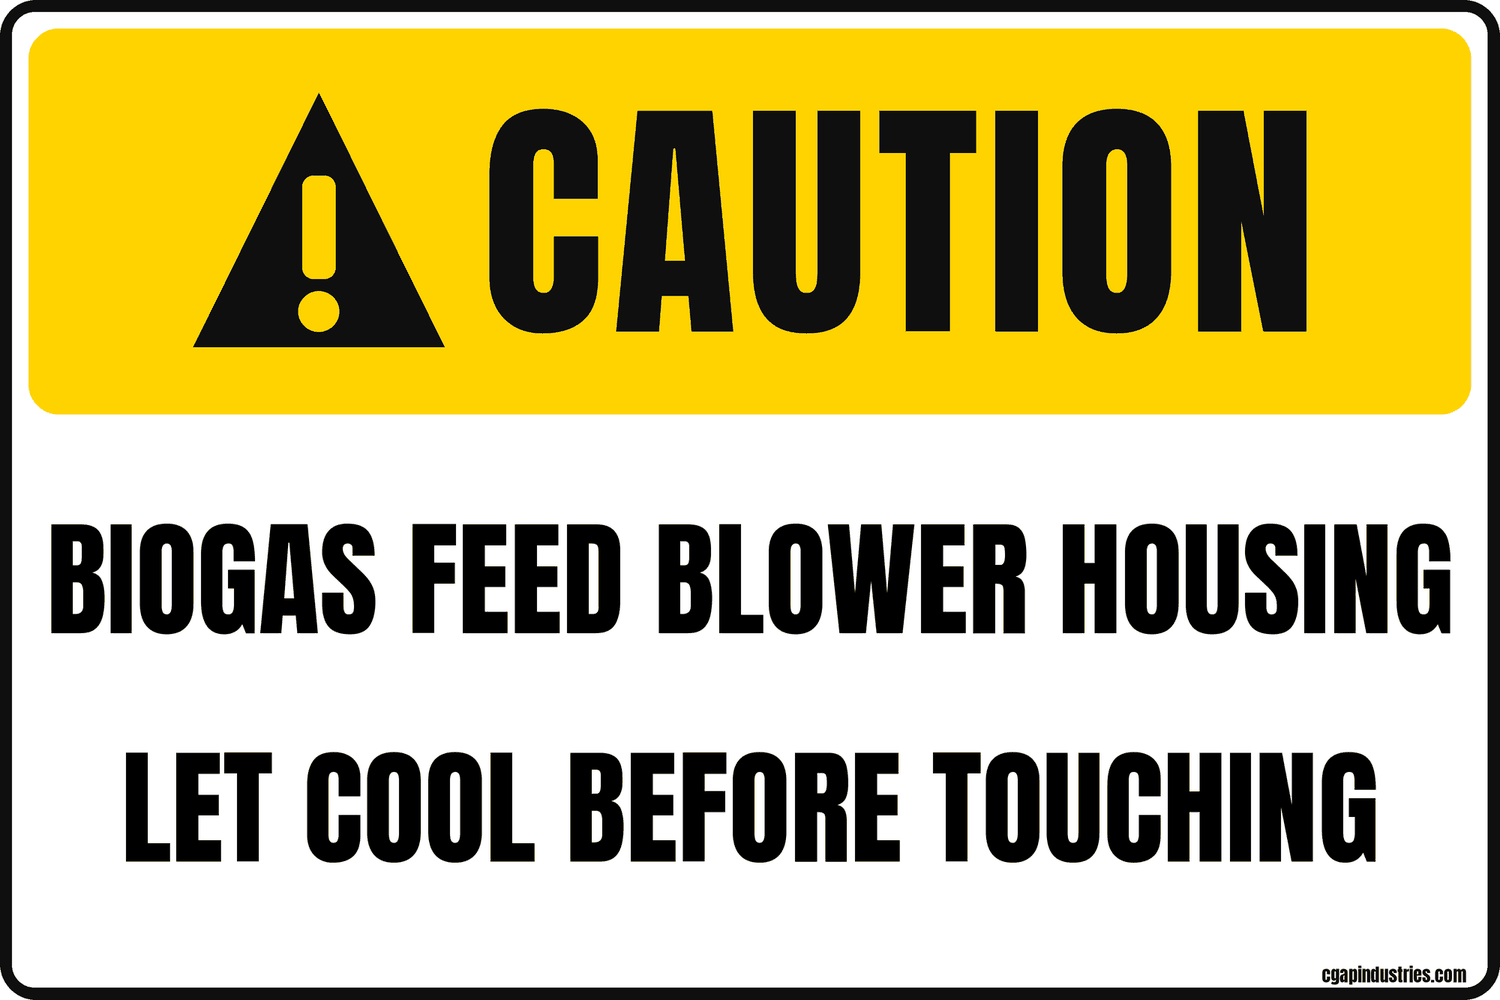 CAUTION
BIOGAS FEED BLOWER HOUSING
LET COOL BEFORE TOUCHING
cgapindustries.com